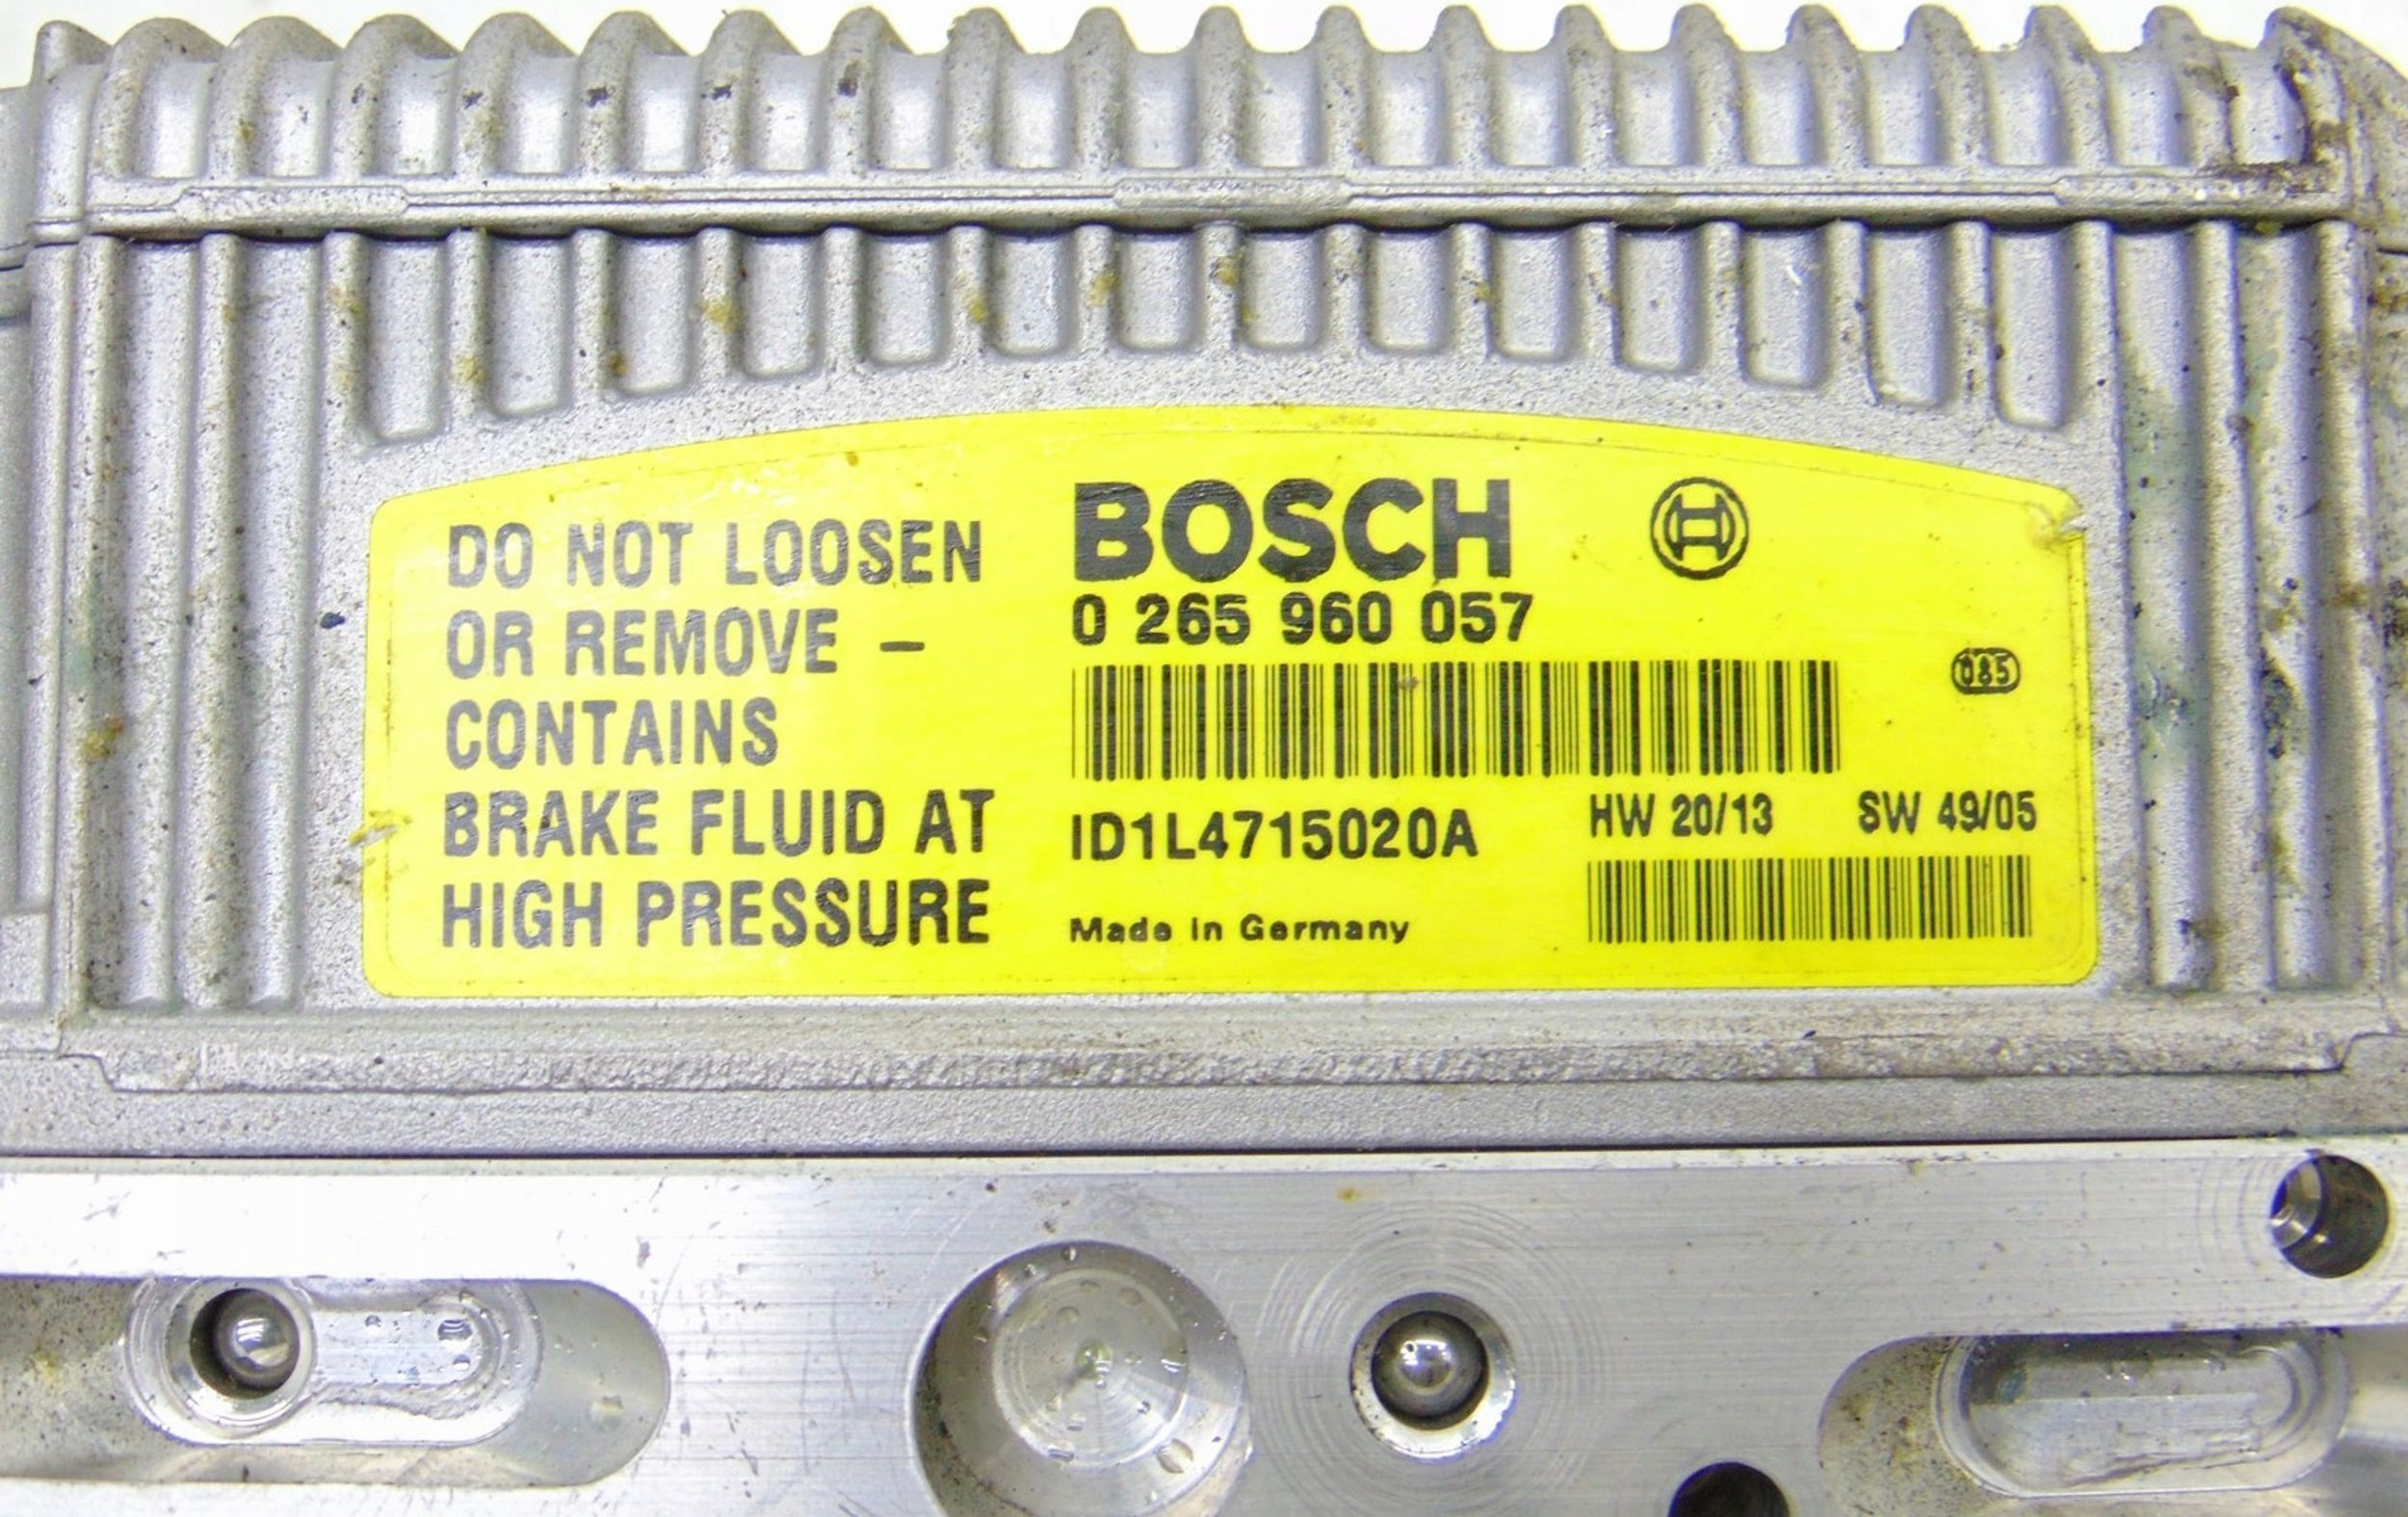 DO NOT LOOSEN
OR REMOVE –
CONTAINS
BRAKE FLUID AT
HIGH PRESSURE
BOSCH
0 265 960 057
085
ID1L4715020A
HW 20/13 SW 49/05
Made in Germany